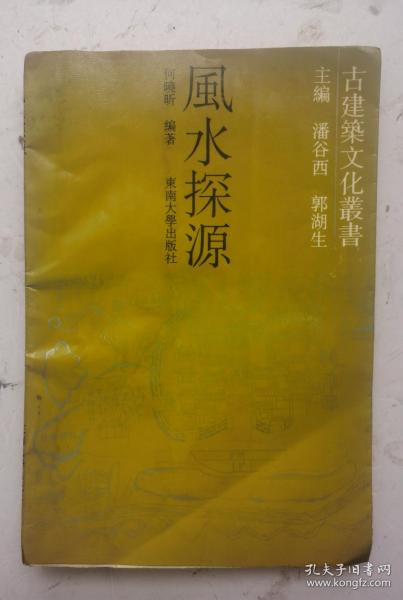 古建築文化叢書
主編 潘谷西 郭湖生
風水探源
何曉昕 編著
東南大學出版社
孔夫子旧书网
www.kongfz.com